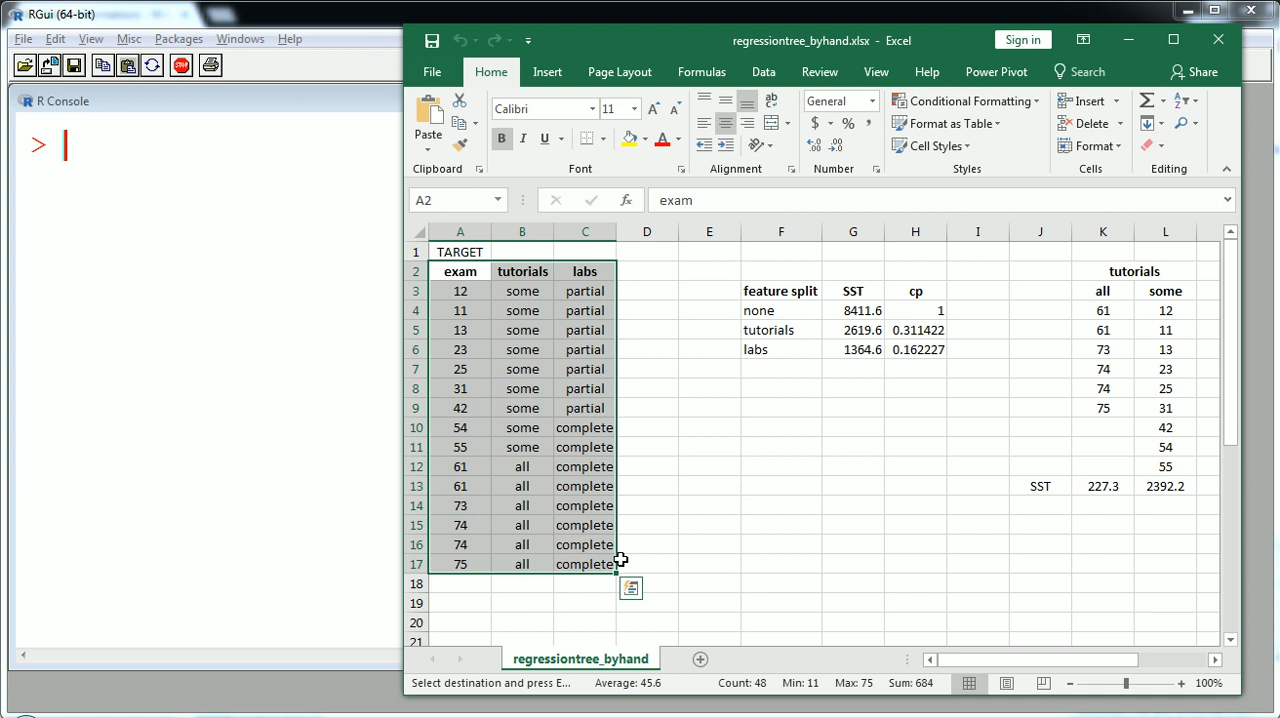 RGui (64-bit)
File Edit View Misc Packages Windows Help
R Console
>
regressiontree_byhand.xlsx - Excel
Sign in
File Home Insert Page Layout Formulas Data Review View Help Power Pivot Search Share
Paste
Calibri 11
B I U
General
$ % ,
Conditional Formatting
Format as Table
Cell Styles
Insert
Delete
Format
Clipboard Font Alignment Number Styles Cells Editing
A2 fx exam
A B C D E F G H I J K L
1 TARGET
2 exam tutorials labs tutorials
3 12 some partial feature split SST cp all some
4 11 some partial none 8411.6 1 61 12
5 13 some partial tutorials 2619.6 0.311422 61 11
6 23 some partial labs 1364.6 0.162227 73 13
7 25 some partial 74 23
8 31 some partial 74 25
9 42 some partial 75 31
10 54 some complete 42
11 55 some complete 54
12 61 all complete 55
13 61 all complete SST 227.3 2392.2
14 73 all complete
15 74 all complete
16 74 all complete
17 75 all complete
18
19
20
21
regressiontree_byhand
Select destination and press E... Average: 45.6 Count: 48 Min: 11 Max: 75 Sum: 684 100%